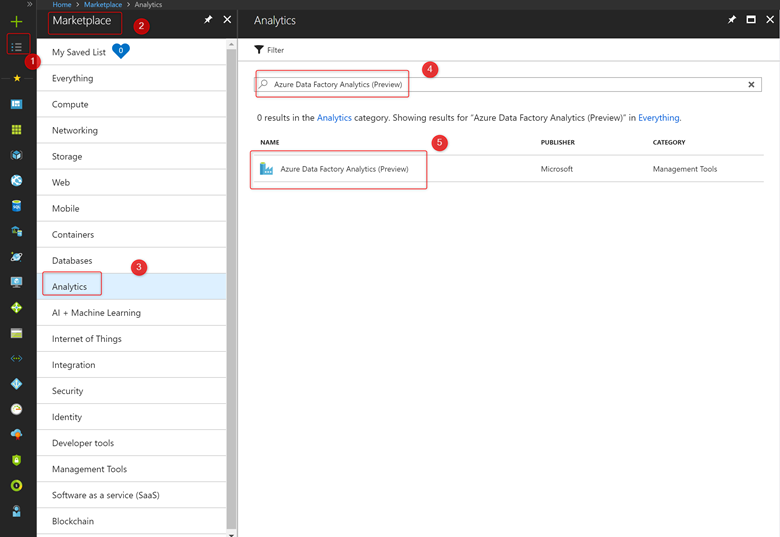 Home > Marketplace > Analytics
Marketplace
2
1
My Saved List 0
Everything
Compute
Networking
Storage
Web
Mobile
Containers
Databases
3
Analytics
AI + Machine Learning
Internet of Things
Integration
Security
Identity
Developer tools
Management Tools
Software as a service (SaaS)
Blockchain
Analytics
Filter
4
Azure Data Factory Analytics (Preview)
0 results in the Analytics category. Showing results for "Azure Data Factory Analytics (Preview)" in Everything.
5
NAME PUBLISHER CATEGORY
Azure Data Factory Analytics (Preview) Microsoft Management Tools